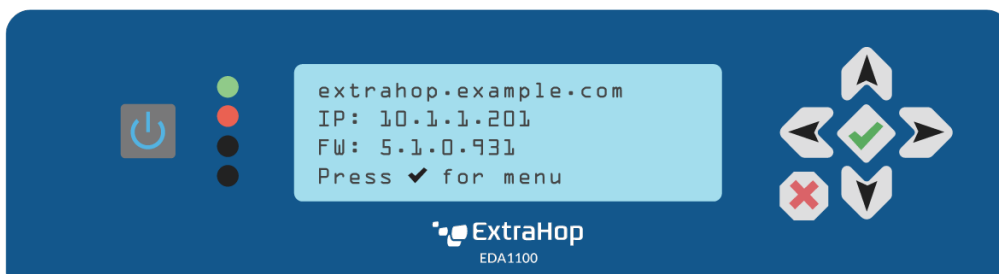 extrahop.example.com
IP: 10.1.1.201
FW: 5.1.0.931
Press ✔ for menu
ExtraHop
EDA1100